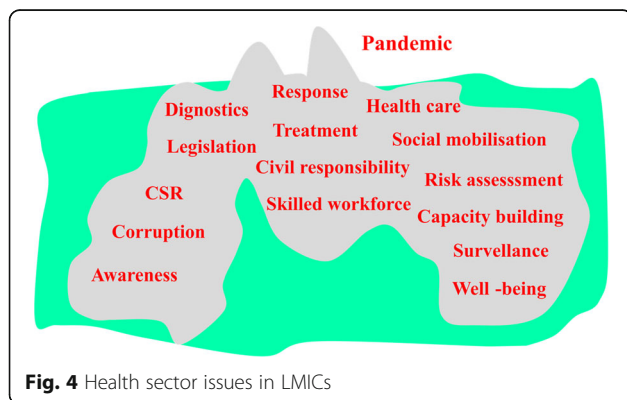 Pandemic
Response
Dignostics
Health care
Treatment
Legislation
Social mobilisation
Civil responsibility
CSR
Risk assesssment
Skilled workforce
Capacity building
Corruption
Survellance
Awareness
Well -being
Fig. 4 Health sector issues in LMICs